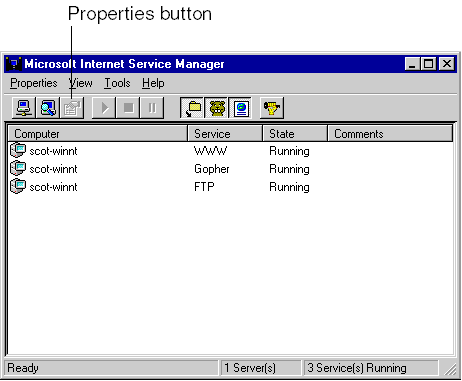 Properties button
Microsoft Internet Service Manager
Properties View Tools Help
Computer Service State Comments
scot-winnt WWW Running
scot-winnt Gopher Running
scot-winnt FTP Running
Ready 1 Server(s) 3 Service(s) Running